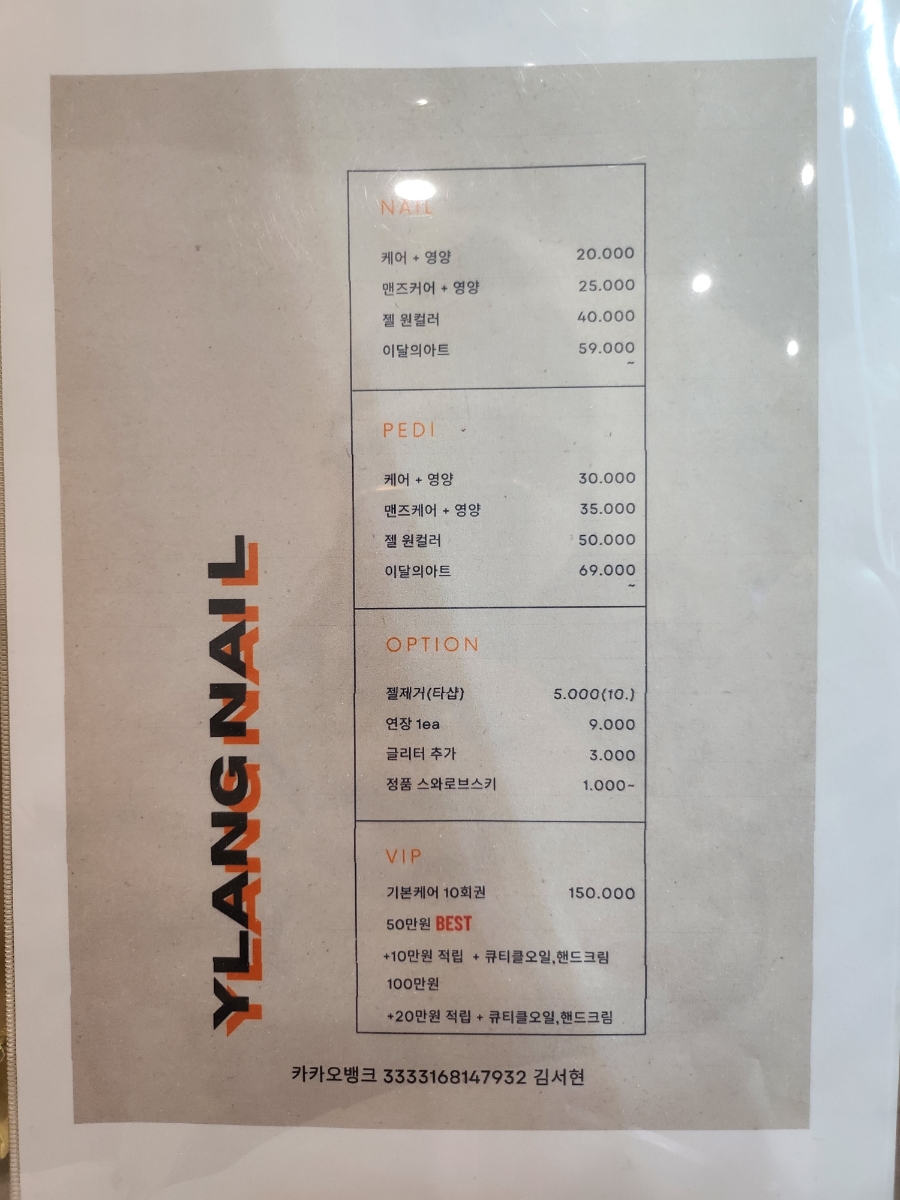 NAIL
케어 + 영양 20.000
맨즈커어 + 영양 25.000
젤 원컬러 40.000
이달의아트 59.000
~
PEDI
케어 + 영양 30.000
맨즈케어 + 영양 35.000
젤 원컬러 50.000
이달의아트 69.000
~
OPTION
젤제거(타샵) 5.000(10.)
연장 1ea 9.000
글리터 추가 3.000
정품 스와로브스키 1.000~
VIP
기본케어 10회권 150.000
50만원 BEST
+10만원 적립 + 큐티클오일,핸드크림
100만원
+20만원 적립 + 큐티클오일,핸드크림
YLANG NAIL
카카오뱅크 3333168147932 김서현